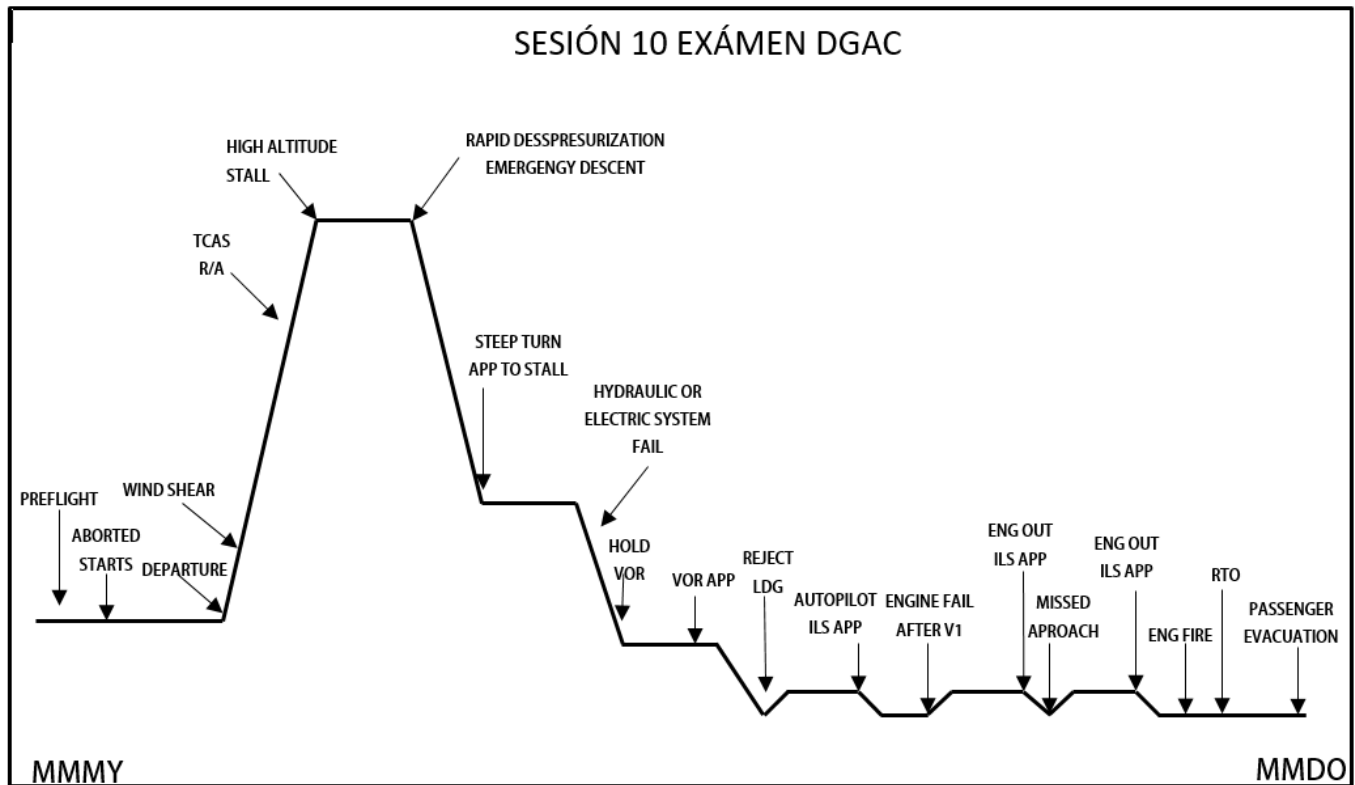 SESIÓN 10 EXÁMEN DGAC
HIGH ALTITUDE
STALL
RAPID DESSPRESURIZATION
EMERGENGY DESCENT
TCAS
R/A
STEEP TURN
APP TO STALL
HYDRAULIC OR
ELECTRIC SYSTEM
FAIL
PREFLIGHT
WIND SHEAR
ABORTED
STARTS
DEPARTURE
HOLD
VOR
VOR APP
REJECT
LDG
AUTOPILOT
ILS APP
ENGINE FAIL
AFTER V1
ENG OUT
ILS APP
MISSED
APROACH
ENG OUT
ILS APP
ENG FIRE
RTO
PASSENGER
EVACUATION
MMMY
MMDO